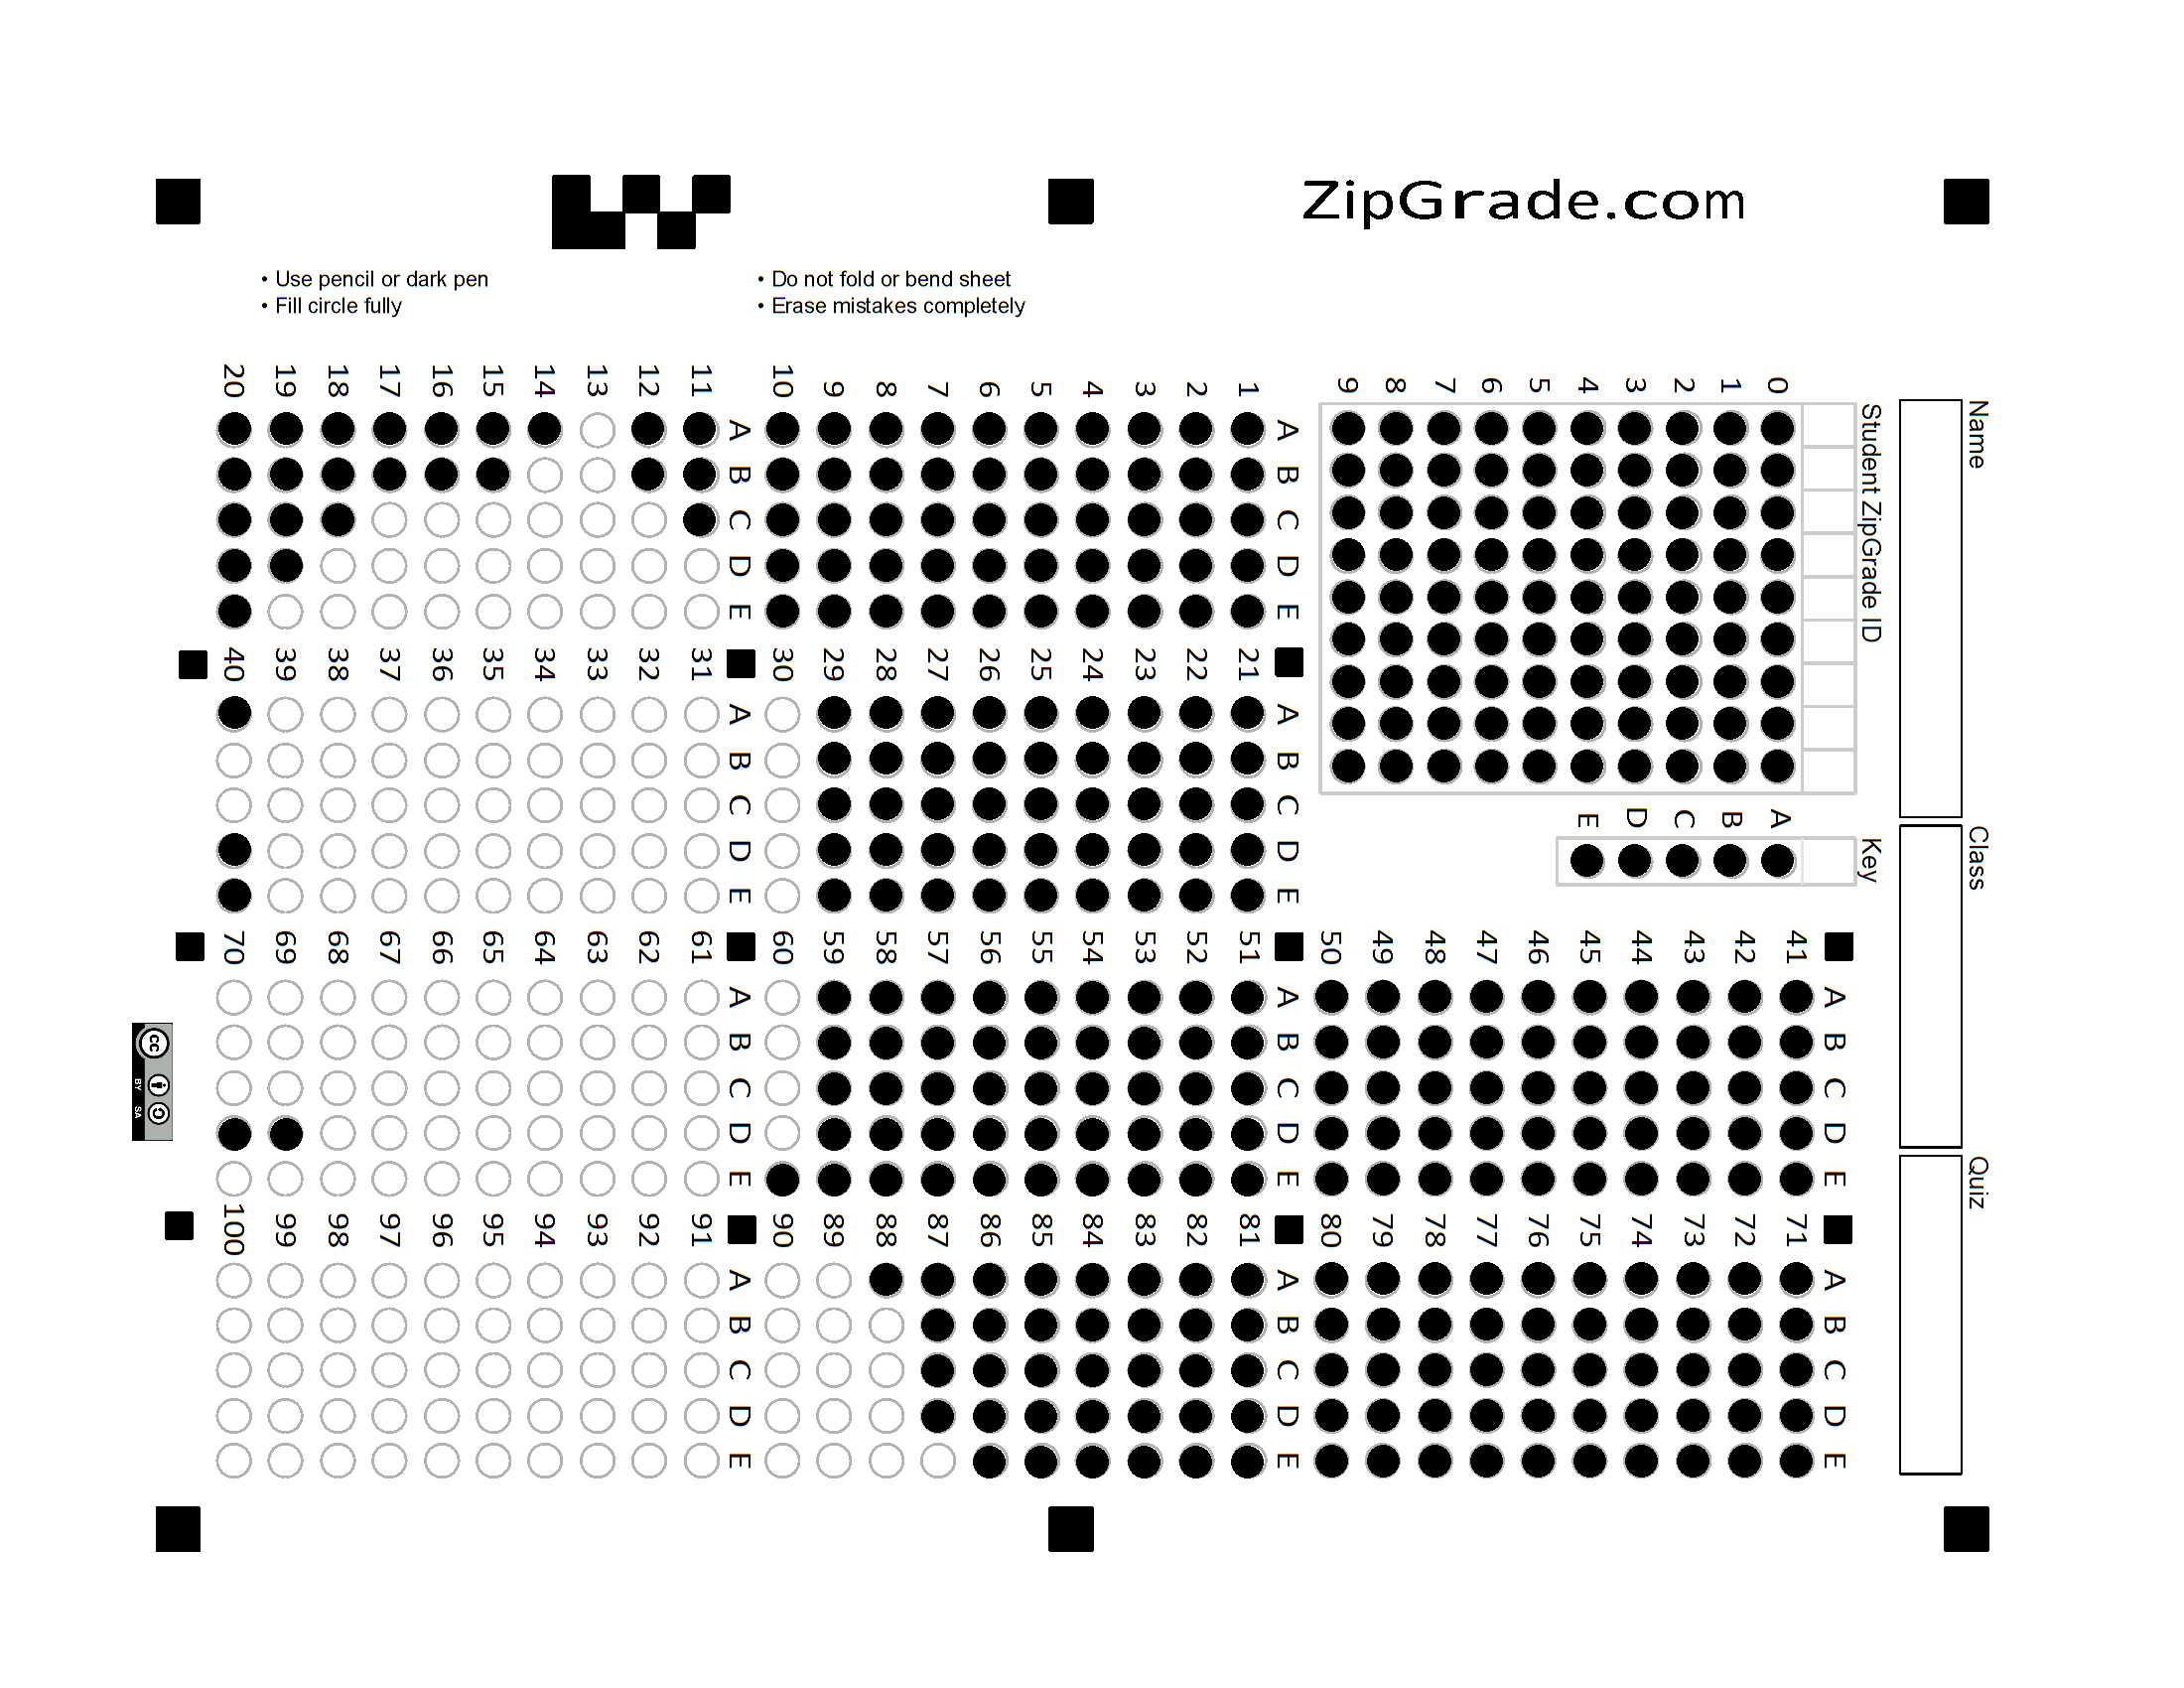 ZipGrade.com
• Use pencil or dark pen
• Fill circle fully
• Do not fold or bend sheet
• Erase mistakes completely
Name
Class
Quiz
Student ZipGrade ID
0 1 2 3 4 5 6 7 8 9
Key
A B C D E
A B C D E
1 2 3 4 5 6 7 8 9 10
A B C D E
11 12 13 14 15 16 17 18 19 20
A B C D E
21 22 23 24 25 26 27 28 29 30
A B C D E
31 32 33 34 35 36 37 38 39 40
A B C D E
41 42 43 44 45 46 47 48 49 50
A B C D E
51 52 53 54 55 56 57 58 59 60
A B C D E
61 62 63 64 65 66 67 68 69 70
A B C D E
71 72 73 74 75 76 77 78 79 80
A B C D E
81 82 83 84 85 86 87 88 89 90
A B C D E
91 92 93 94 95 96 97 98 99 100
A B C D E
cc BY SA